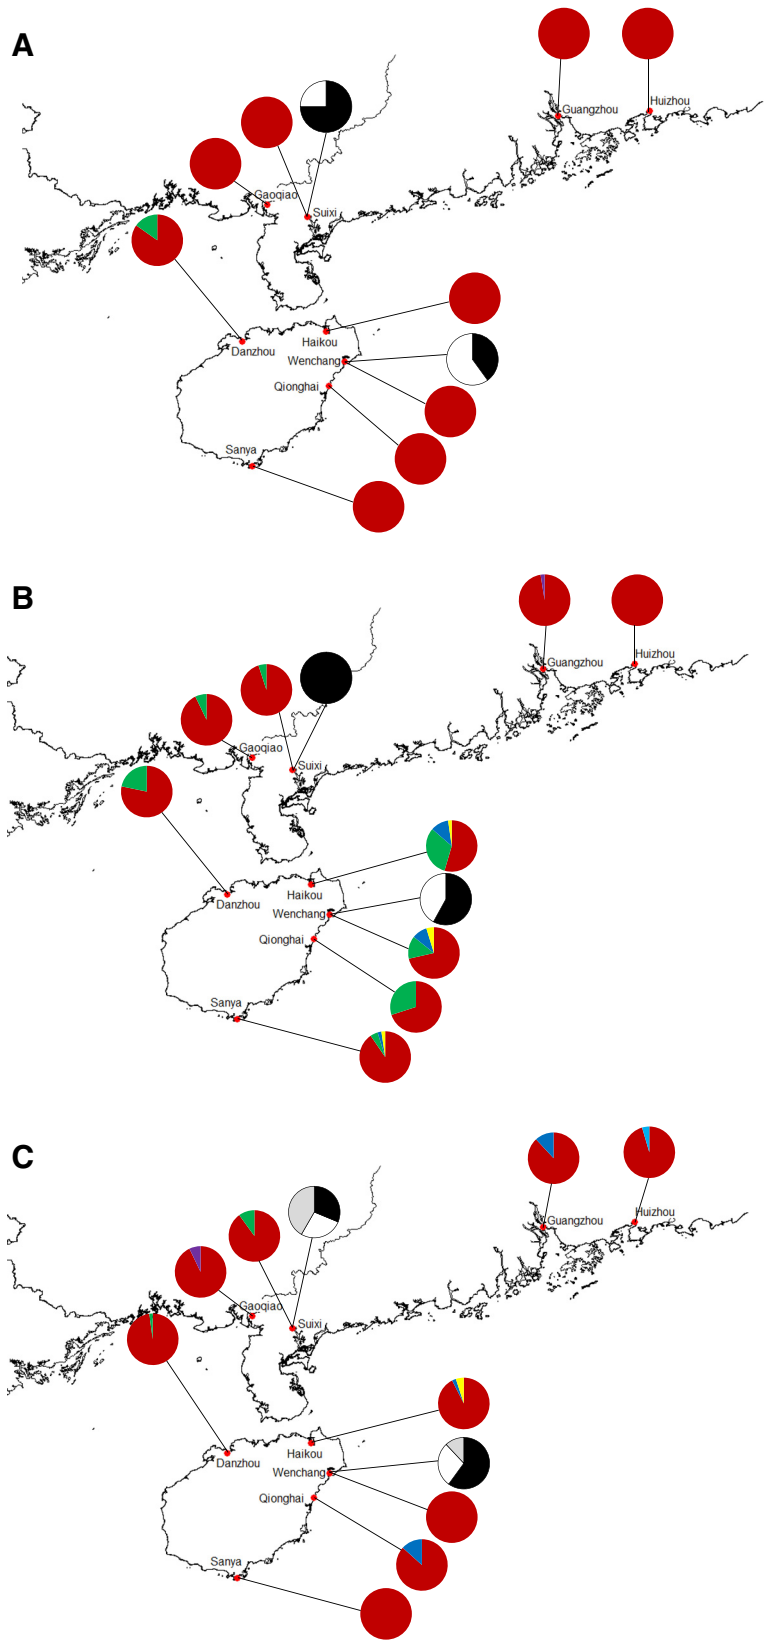 A
Guangzhou
Huizhou
Gaoqiao
Suixi
Danzhou
Haikou
Wenchang
Qionghai
Sanya
B
Guangzhou
Huizhou
Gaoqiao
Suixi
Danzhou
Haikou
Wenchang
Qionghai
Sanya
C
Guangzhou
Huizhou
Gaoqiao
Suixi
Danzhou
Haikou
Wenchang
Qionghai
Sanya